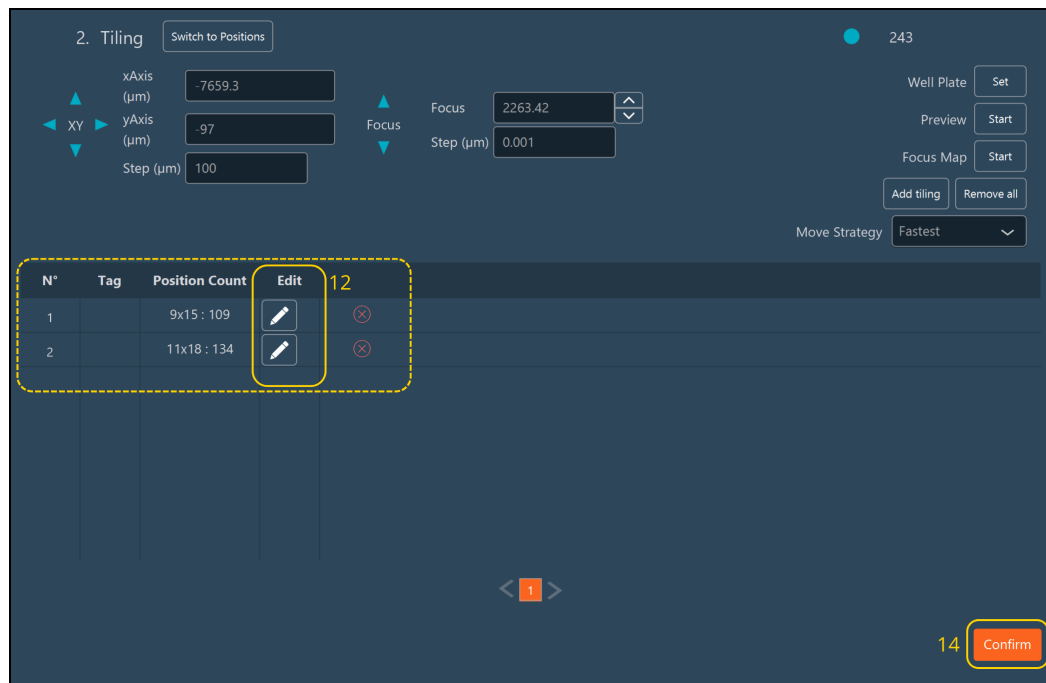 2. Tiling Switch to Positions 243
xAxis (µm) -7659.3
yAxis (µm) -97
Step (µm) 100
XY
Focus
Focus 2263.42
Step (µm) 0.001
Well Plate Set
Preview Start
Focus Map Start
Add tiling Remove all
Move Strategy Fastest
N° Tag Position Count Edit 12
1 9x15 : 109
2 11x18 : 134
1
14 Confirm